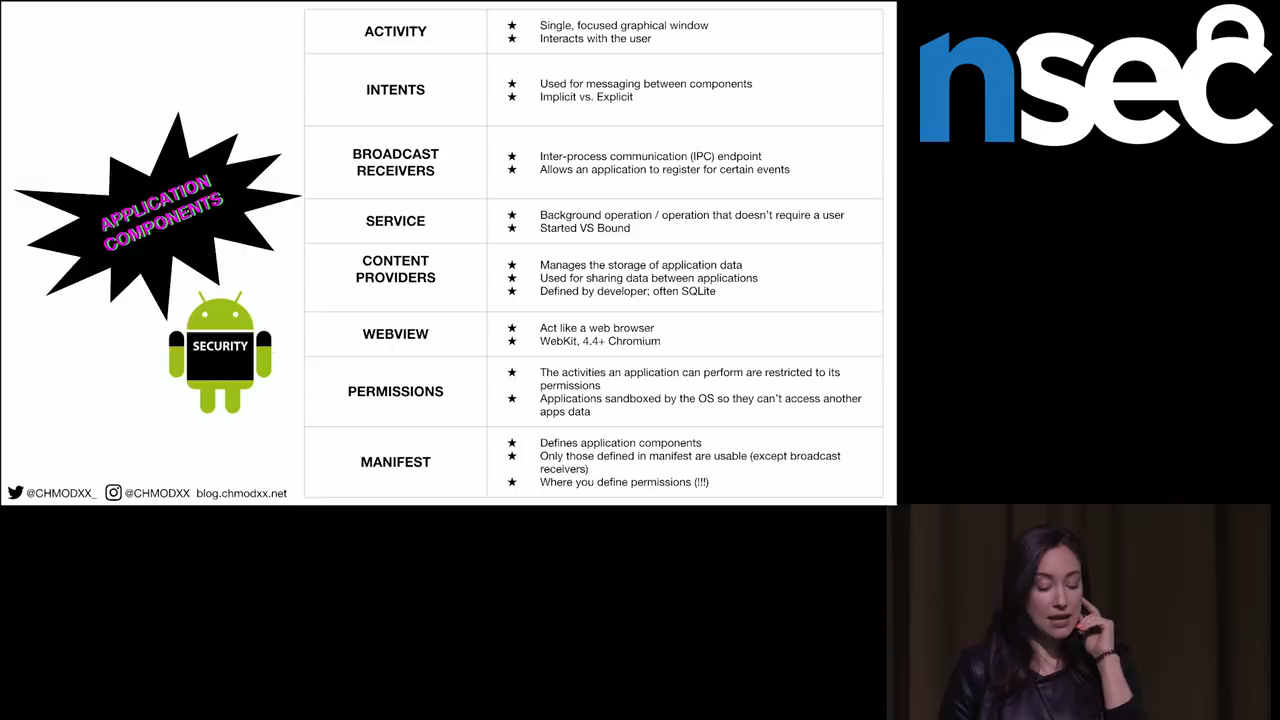 nsec
APPLICATION
COMPONENTS
SECURITY
@CHMODXX_ @CHMODXX blog.chmodxx.net
ACTIVITY
★ Single, focused graphical window
★ Interacts with the user
INTENTS
★ Used for messaging between components
★ Implicit vs. Explicit
BROADCAST
RECEIVERS
★ Inter-process communication (IPC) endpoint
★ Allows an application to register for certain events
SERVICE
★ Background operation / operation that doesn't require a user
★ Started VS Bound
CONTENT
PROVIDERS
★ Manages the storage of application data
★ Used for sharing data between applications
★ Defined by developer; often SQLite
WEBVIEW
★ Act like a web browser
★ WebKit, 4.4+ Chromium
PERMISSIONS
★ The activities an application can perform are restricted to its
permissions
★ Applications sandboxed by the OS so they can't access another
apps data
MANIFEST
★ Defines application components
★ Only those defined in manifest are usable (except broadcast
receivers)
★ Where you define permissions (!!!)